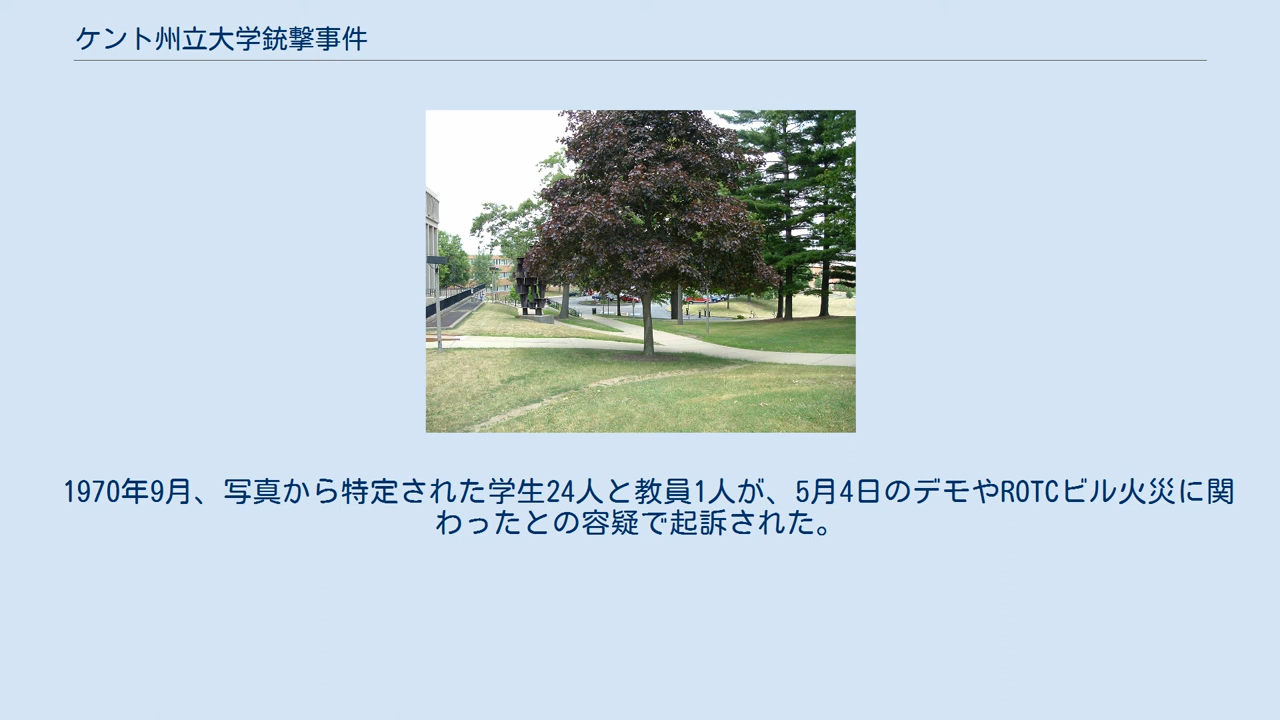 ケント州立大学銃撃事件
1970年9月、写真から特定された学生24人と教員1人が、5月4日のデモやROTCビル火災に関
わったとの容疑で起訴された。